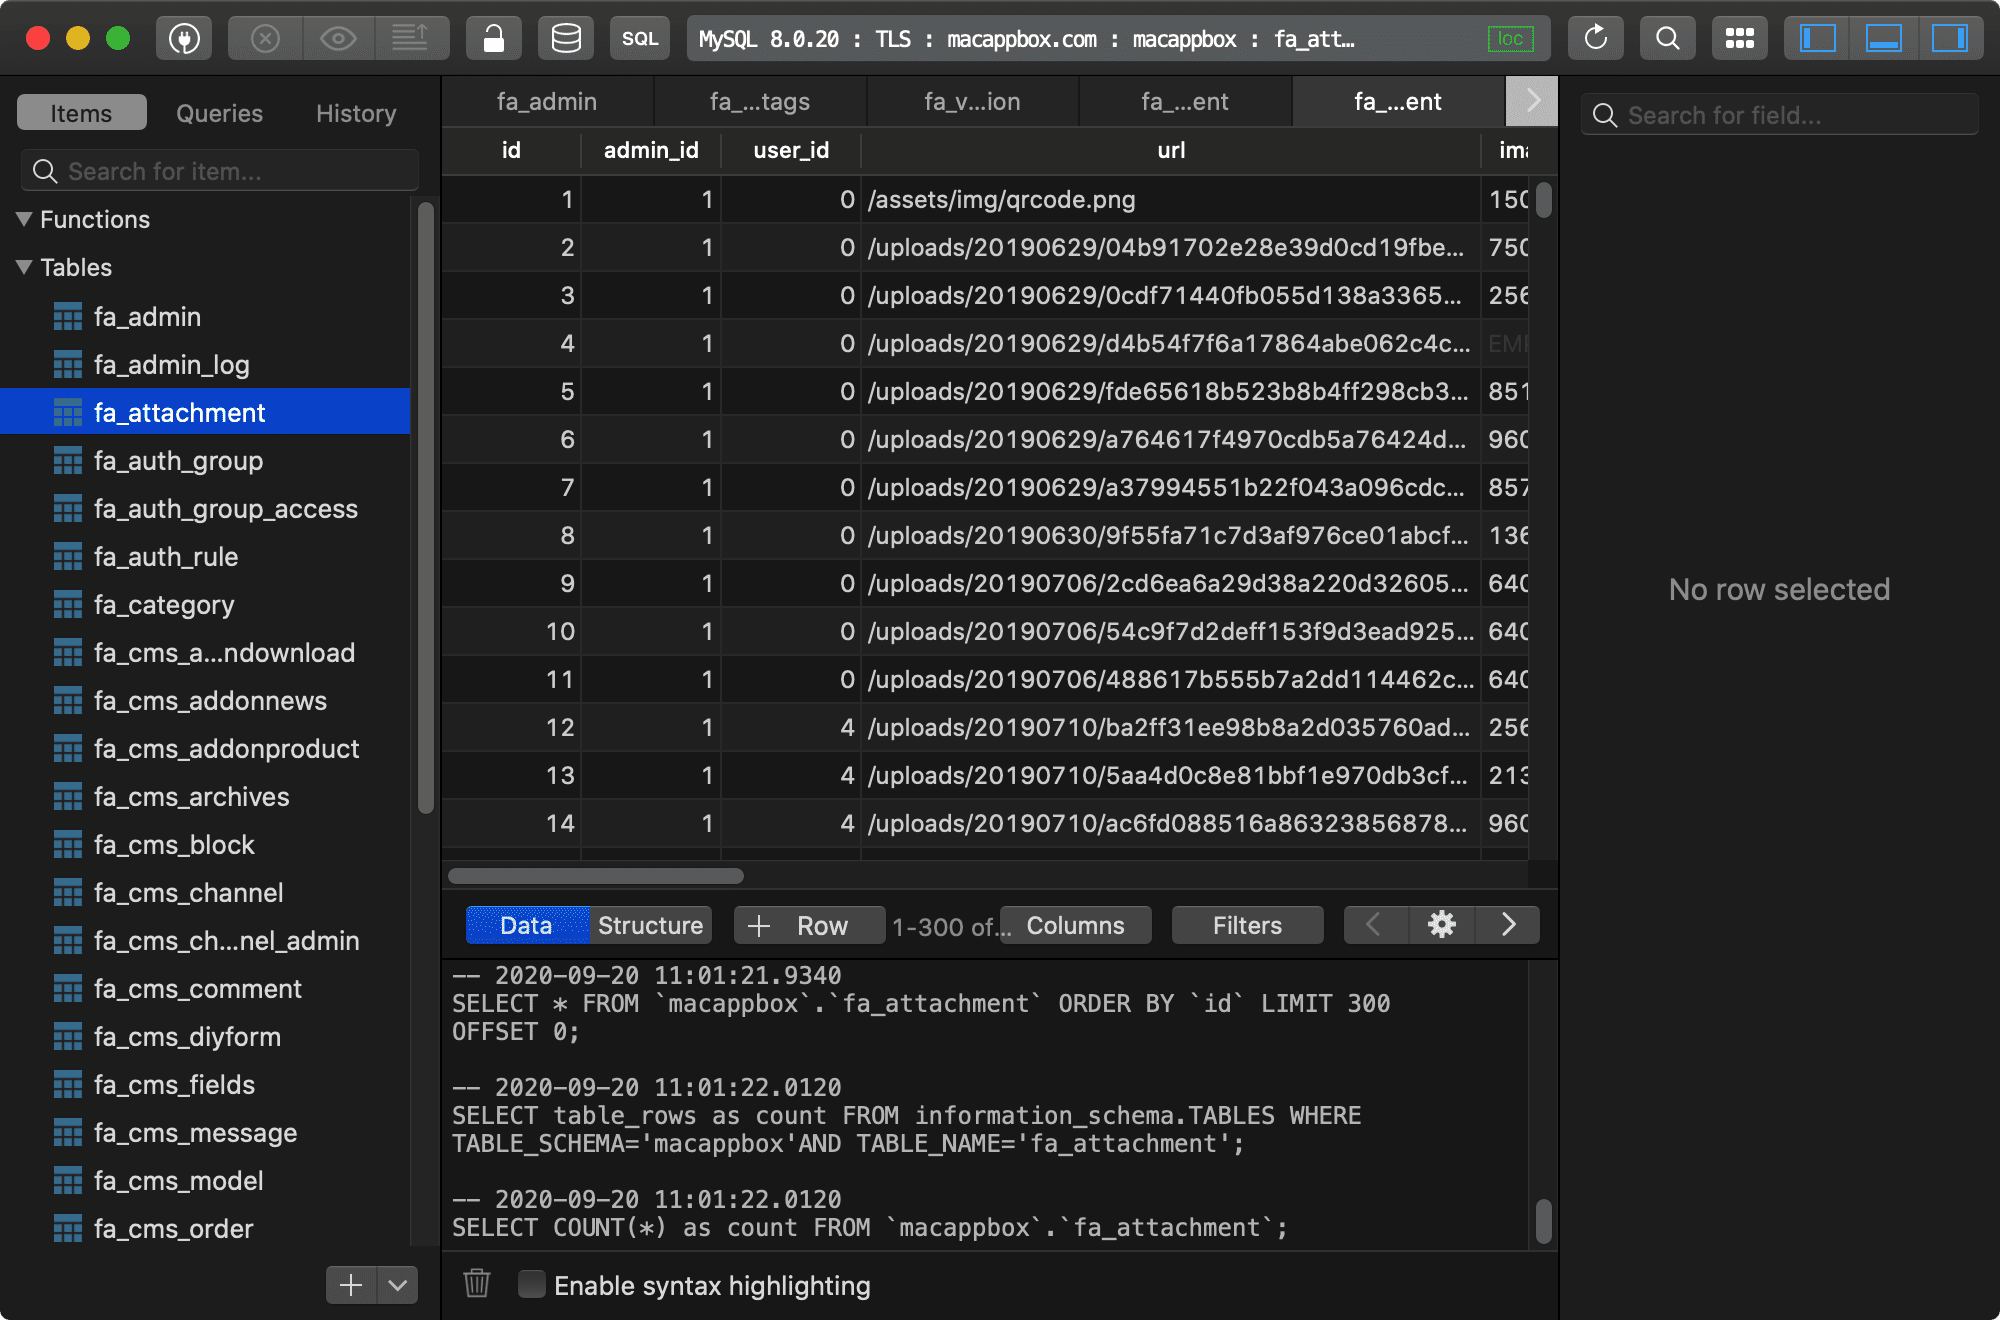 SQL
MySQL 8.0.20 : TLS : macappbox.com : macappbox : fa_att...
loc
Items
Queries
History
Search for item...
Functions
Tables
fa_admin
fa_admin_log
fa_attachment
fa_auth_group
fa_auth_group_access
fa_auth_rule
fa_category
fa_cms_a...ndownload
fa_cms_addonnews
fa_cms_addonproduct
fa_cms_archives
fa_cms_block
fa_cms_channel
fa_cms_ch...nel_admin
fa_cms_comment
fa_cms_diyform
fa_cms_fields
fa_cms_message
fa_cms_model
fa_cms_order
fa_admin fa_...tags fa_v...ion fa_...ent fa_...ent
id admin_id user_id url ima
1 1 0 /assets/img/qrcode.png 150
2 1 0 /uploads/20190629/04b91702e28e39d0cd19fbe... 750
3 1 0 /uploads/20190629/0cdf71440fb055d138a3365... 256
4 1 0 /uploads/20190629/d4b54f7f6a17864abe062c4c... EMP
5 1 0 /uploads/20190629/fde65618b523b8b4ff298cb3... 851
6 1 0 /uploads/20190629/a764617f4970cdb5a76424d... 960
7 1 0 /uploads/20190629/a37994551b22f043a096cdc... 857
8 1 0 /uploads/20190630/9f55fa71c7d3af976ce01abcf... 136
9 1 0 /uploads/20190706/2cd6ea6a29d38a220d32605... 640
10 1 0 /uploads/20190706/54c9f7d2deff153f9d3ead925... 640
11 1 0 /uploads/20190706/488617b555b7a2dd114462c... 640
12 1 4 /uploads/20190710/ba2ff31ee98b8a2d035760ad... 256
13 1 4 /uploads/20190710/5aa4d0c8e81bbf1e970db3cf... 213
14 1 4 /uploads/20190710/ac6fd088516a86323856878... 960
Data Structure + Row 1-300 of... Columns Filters
-- 2020-09-20 11:01:21.9340
SELECT * FROM `macappbox`.`fa_attachment` ORDER BY `id` LIMIT 300
OFFSET 0;
-- 2020-09-20 11:01:22.0120
SELECT table_rows as count FROM information_schema.TABLES WHERE
TABLE_SCHEMA='macappbox'AND TABLE_NAME='fa_attachment';
-- 2020-09-20 11:01:22.0120
SELECT COUNT(*) as count FROM `macappbox`.`fa_attachment`;
Enable syntax highlighting
Search for field...
No row selected